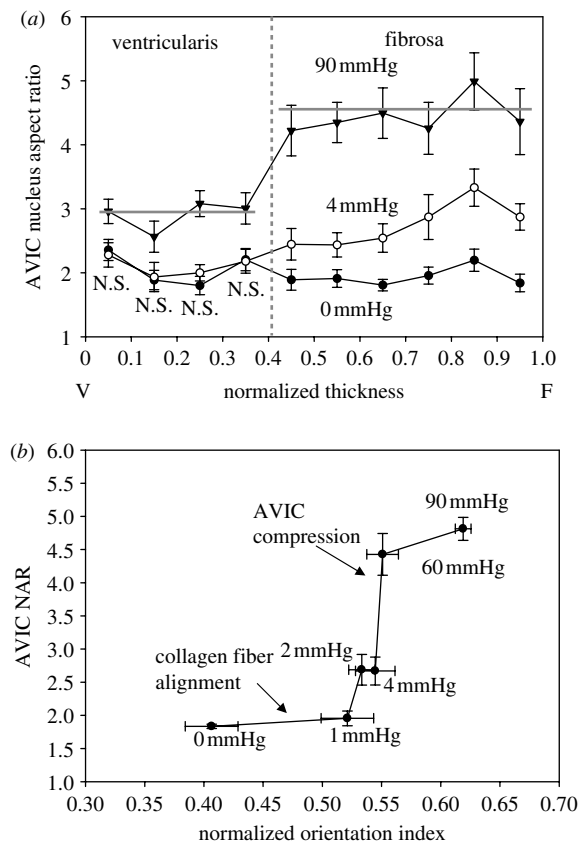 (a)
6
5
4
3
2
1
AVIC nucleus aspect ratio
ventricularis
fibrosa
90 mmHg
4 mmHg
0 mmHg
N.S.
N.S.
N.S.
N.S.
0 0.1 0.2 0.3 0.4 0.5 0.6 0.7 0.8 0.9 1.0
V normalized thickness F
(b)
6.0
5.5
5.0
4.5
4.0
3.5
3.0
2.5
2.0
1.5
1.0
AVIC NAR
90 mmHg
AVIC
compression
60 mmHg
2 mmHg
collagen fiber
alignment
4 mmHg
0 mmHg
1 mmHg
0.30 0.35 0.40 0.45 0.50 0.55 0.60 0.65 0.70
normalized orientation index